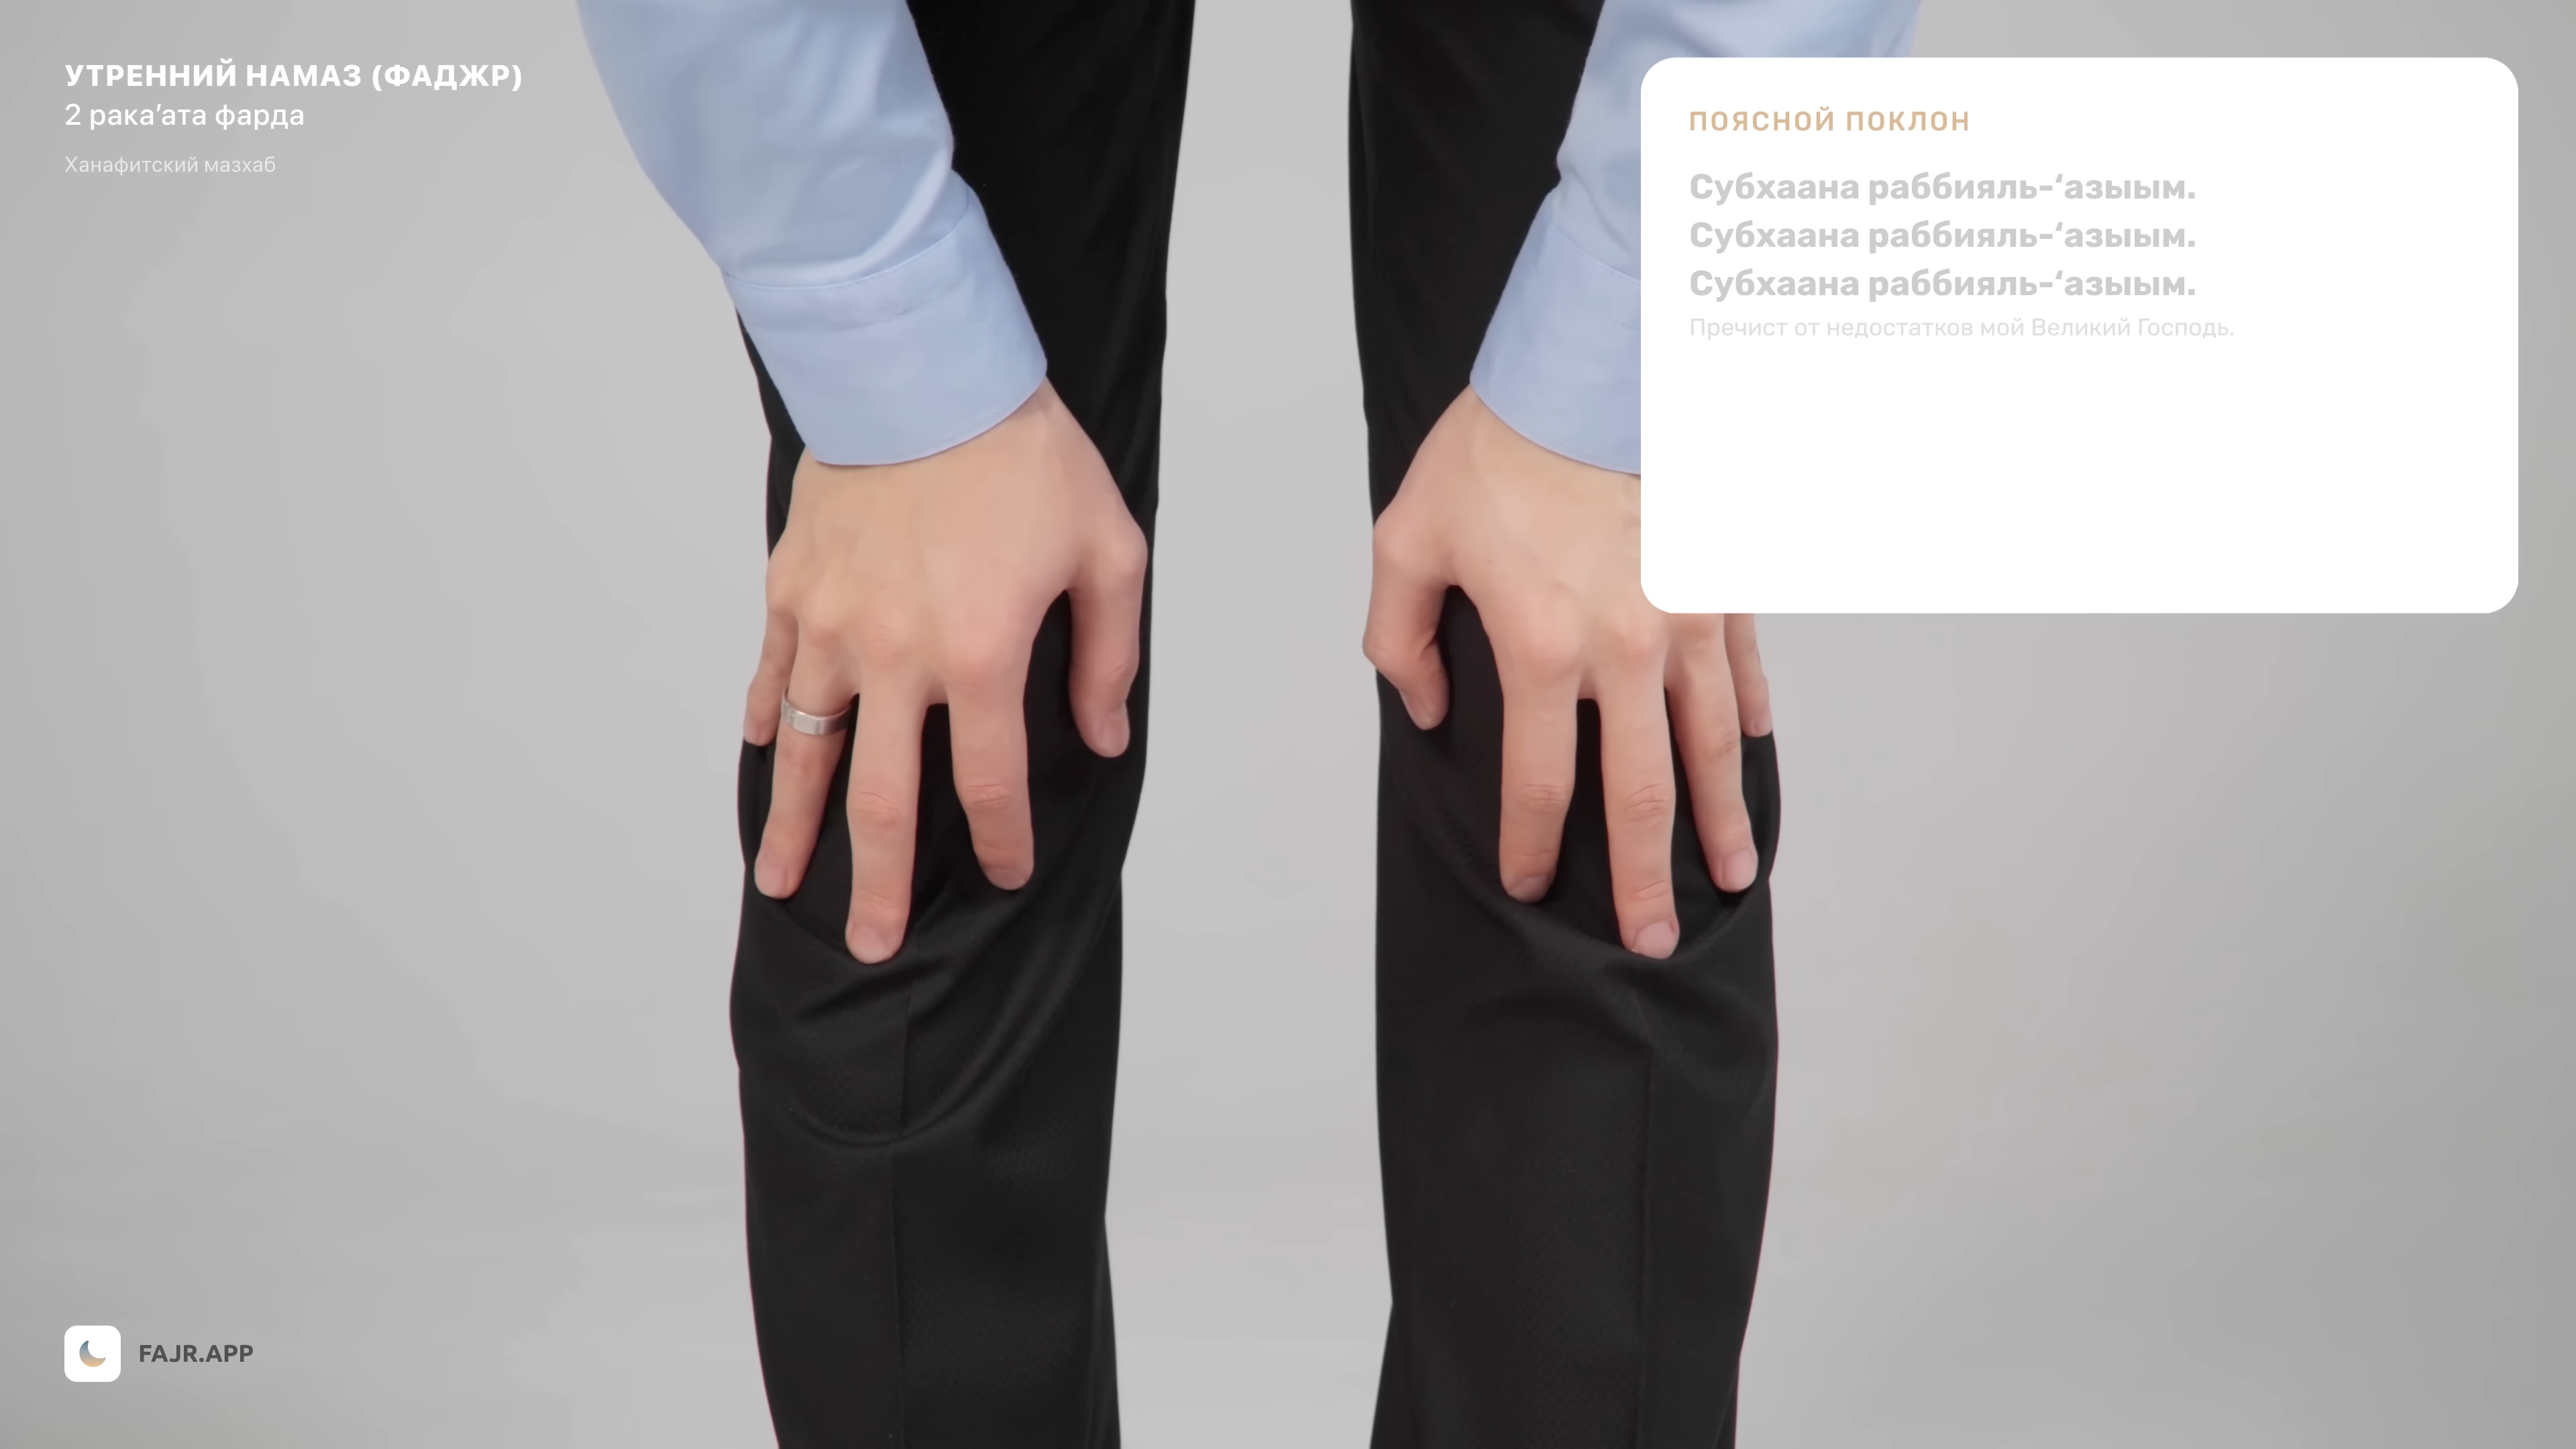 УТРЕННИЙ НАМАЗ (ФАДЖР)
2 рака’ата фарда
Ханафитский мазхаб
ПОЯСНОЙ ПОКЛОН
Субхаана раббияль-‘азыым.
Субхаана раббияль-‘азыым.
Субхаана раббияль-‘азыым.
Пречист от недостатков мой Великий Господь.
FAJR.APP